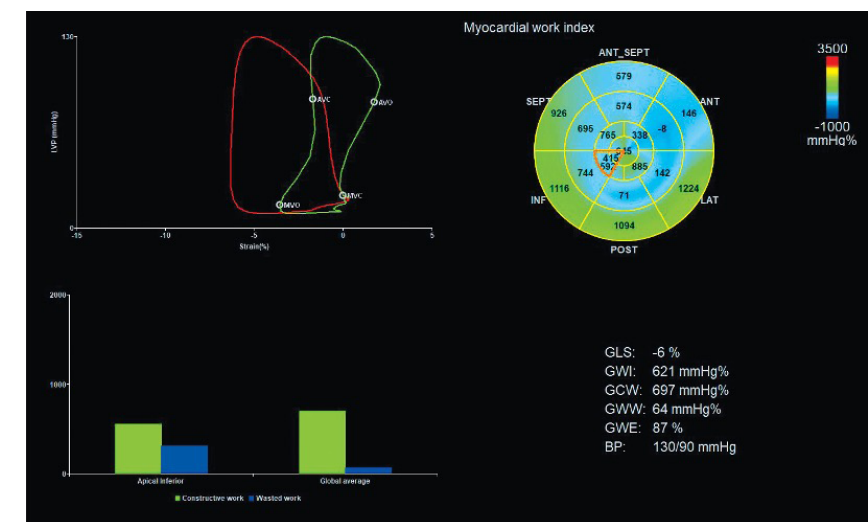 Myocardial work index
130
LVP (mmHg)
AVC
AVO
MVO
MVC
0
-15
-10
-5
0
5
Strain(%)
ANT_SEPT
SEPT
ANT
INF
LAT
POST
579
926
146
574
695
-8
765
338
415
592
885
744
142
1116
1224
71
1094
3500
-1000
mmHg%
2000
1000
0
Apical Inferior
Global average
Constructive work
Wasted work
GLS: -6 %
GWI: 621 mmHg%
GCW: 697 mmHg%
GWW: 64 mmHg%
GWE: 87 %
BP: 130/90 mmHg